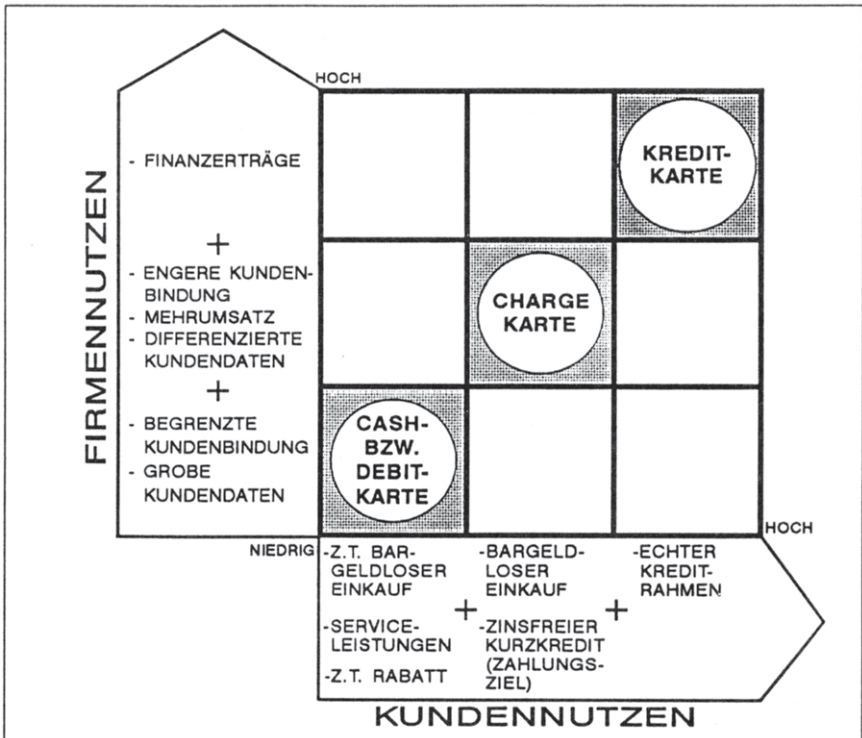 HOCH
FIRMENNUTZEN
- FINANZERTRÄGE
+
- ENGERE KUNDEN-
BINDUNG
- MEHRUMSATZ
- DIFFERENZIERTE
KUNDENDATEN
+
- BEGRENZTE
KUNDENBINDUNG
- GROBE
KUNDENDATEN
KREDIT-
KARTE
CHARGE
KARTE
CASH-
BZW.
DEBIT-
KARTE
NIEDRIG
HOCH
-Z.T. BAR-
GELDLOSER
EINKAUF
-SERVICE-
LEISTUNGEN
-Z.T. RABATT
+
-BARGELD-
LOSER
EINKAUF
-ZINSFREIER
KURZKREDIT
(ZAHLUNGS-
ZIEL)
+
-ECHTER
KREDIT-
RAHMEN
KUNDENNUTZEN